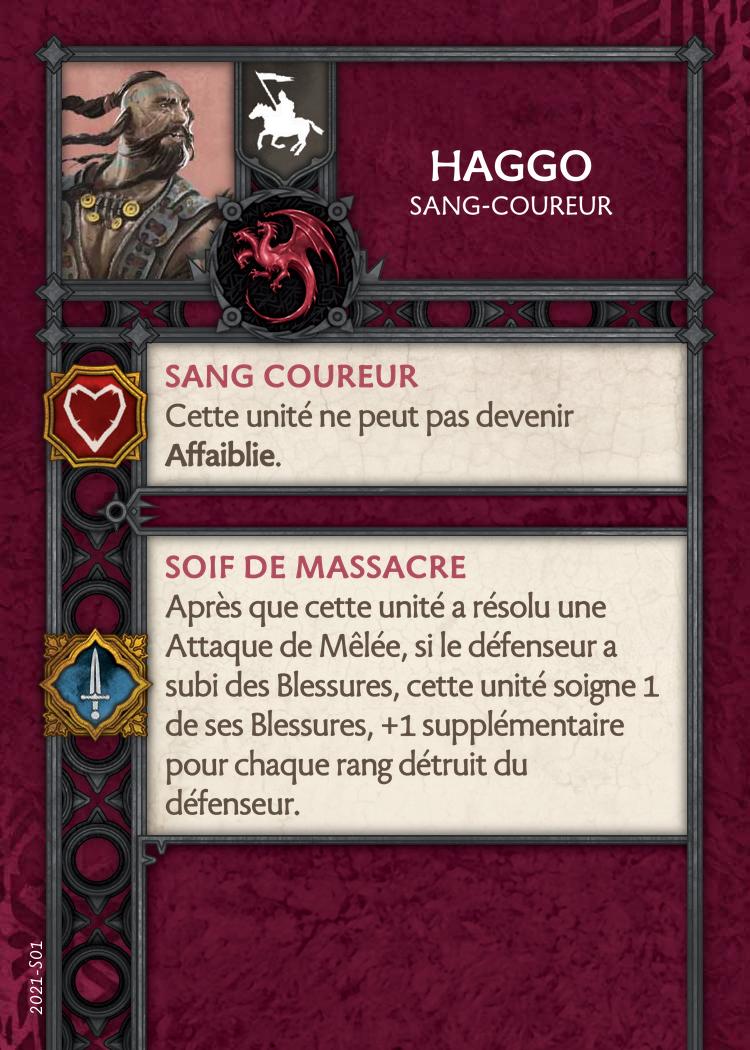 HAGGO
SANG-COUREUR
SANG COUREUR
Cette unité ne peut pas devenir
Affaiblie.
SOIF DE MASSACRE
Après que cette unité a résolu une
Attaque de Mêlée, si le défenseur a
subi des Blessures, cette unité soigne 1
de ses Blessures, +1 supplémentaire
pour chaque rang détruit du
défenseur.
2021-S01